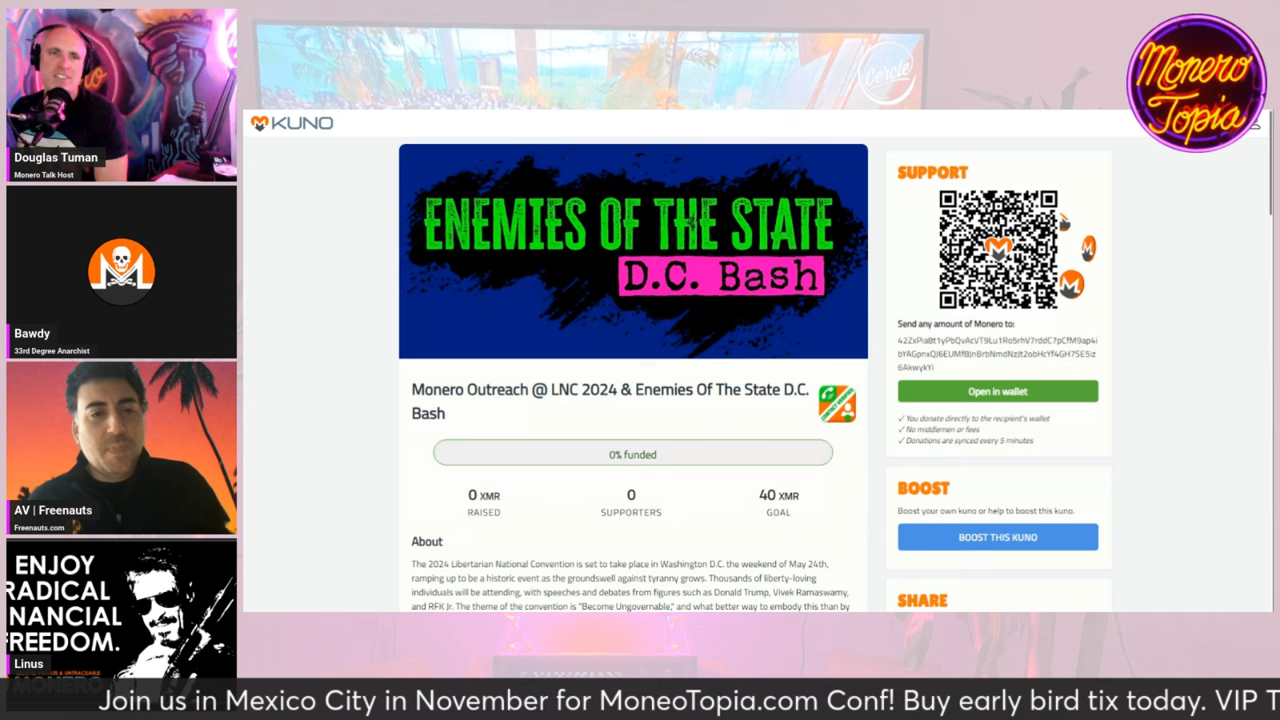 Douglas Tuman
Monero Talk Host
Bawdy
33rd Degree Anarchist
AV | Freenauts
Freenauts.com
ENJOY
RADICAL
NANCIAL
FREEDOM.
Linus
Cercle
Monero
Topia
KUNO
ENEMIES OF THE STATE
D.C. Bash
Monero Outreach @ LNC 2024 & Enemies Of The State D.C.
Bash
0% funded
0 XMR
RAISED
0
SUPPORTERS
40 XMR
GOAL
About
The 2024 Libertarian National Convention is set to take place in Washington D.C. the weekend of May 24th,
ramping up to be a historic event as the groundswell against tyranny grows. Thousands of liberty-loving
individuals will be attending, with speeches and debates from figures such as Donald Trump, Vivek Ramaswamy,
and RFK Jr. The theme of the convention is "Become Ungovernable," and what better way to embody this than by
SUPPORT
Send any amount of Monero to:
Open in wallet
✓ You donate directly to the recipient's wallet
✓ No middlemen or fees
✓ Donations are synced every 5 minutes
BOOST
Boost your own kuno or help to boost this kuno.
BOOST THIS KUNO
SHARE
Join us in Mexico City in November for MoneoTopia.com Conf! Buy early bird tix today. VIP T